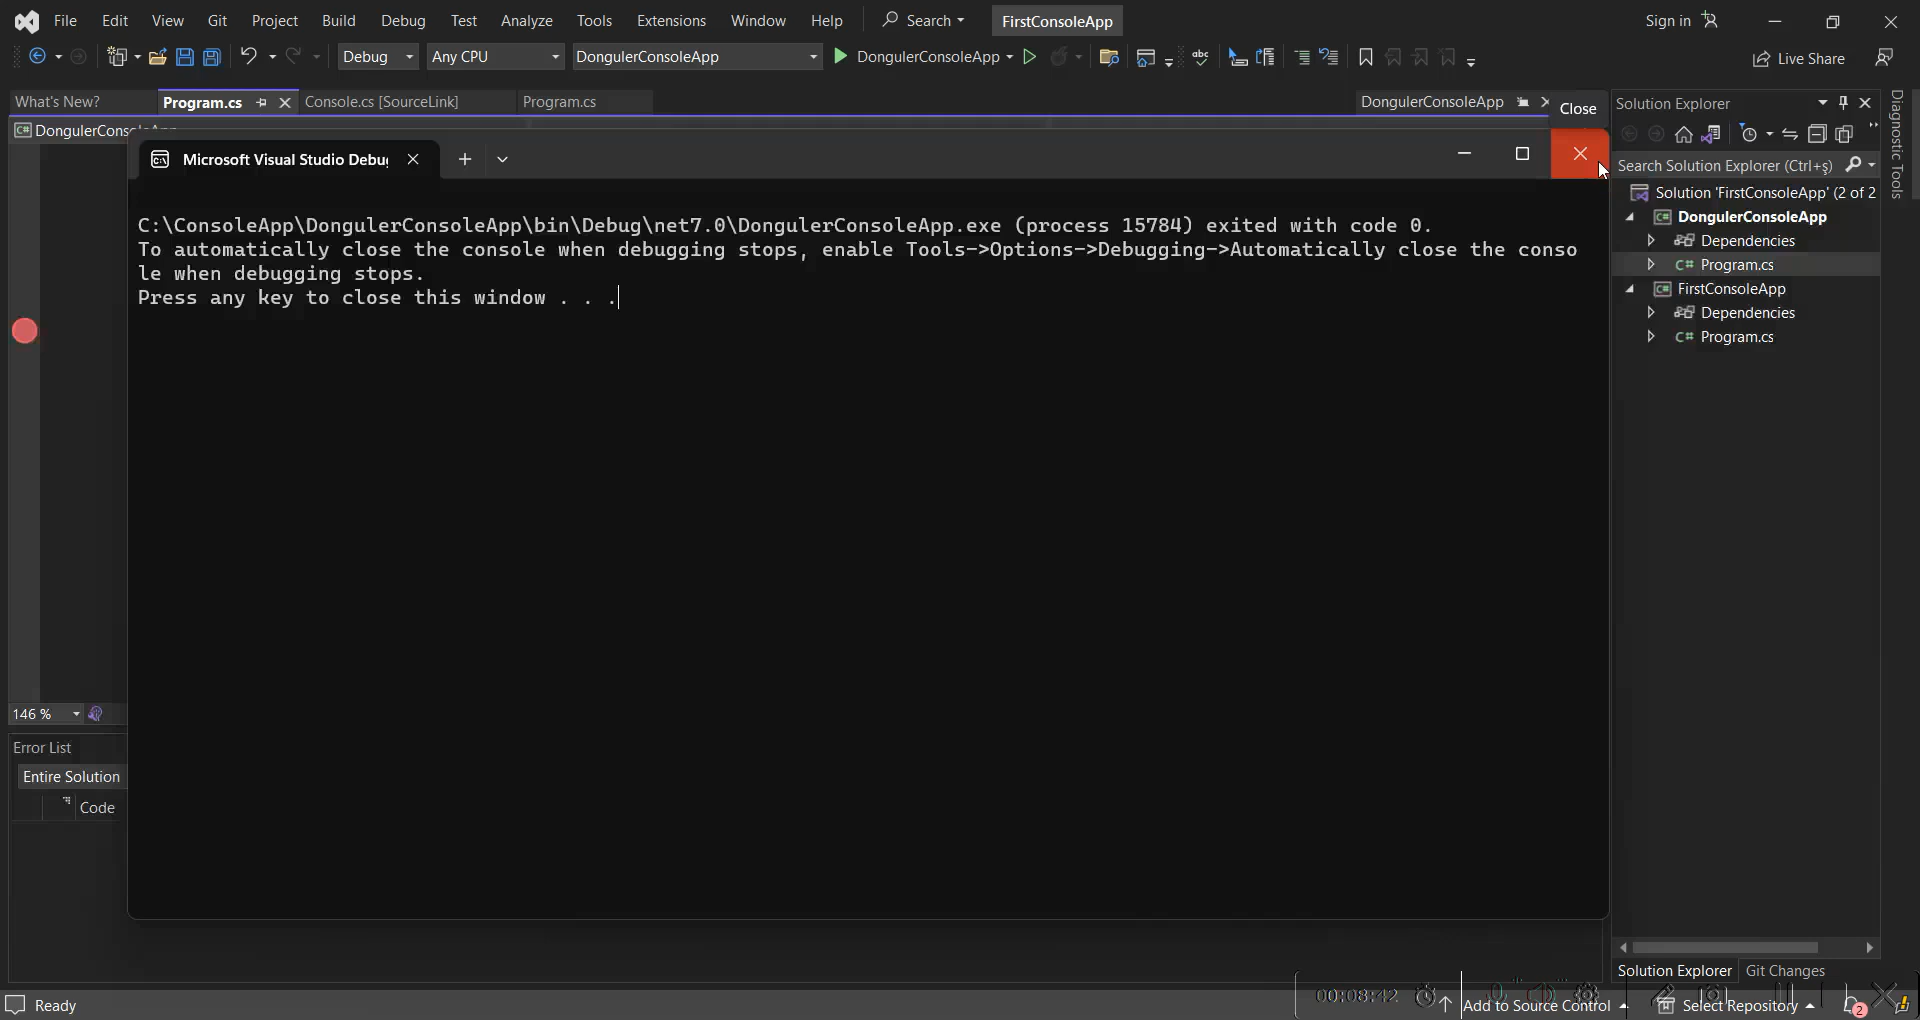 File Edit View Git Project Build Debug Test Analyze Tools Extensions Window Help Search FirstConsoleApp Sign in
Debug Any CPU DongulerConsoleApp DongulerConsoleApp Live Share
What's New? Program.cs Console.cs [SourceLink] Program.cs DongulerConsoleApp Close
Solution Explorer
Diagnostic Tools
Microsoft Visual Studio Debug
Search Solution Explorer (Ctrl+ş)
Solution 'FirstConsoleApp' (2 of 2
DongulerConsoleApp
Dependencies
Program.cs
FirstConsoleApp
Dependencies
Program.cs
C:\ConsoleApp\DongulerConsoleApp\bin\Debug\net7.0\DongulerConsoleApp.exe (process 15784) exited with code 0.
To automatically close the console when debugging stops, enable Tools->Options->Debugging->Automatically close the conso
le when debugging stops.
Press any key to close this window . . .
146 %
Error List
Entire Solution
Code
Solution Explorer Git Changes
Ready
00:08:42
Add to Source Control Select Repository 2